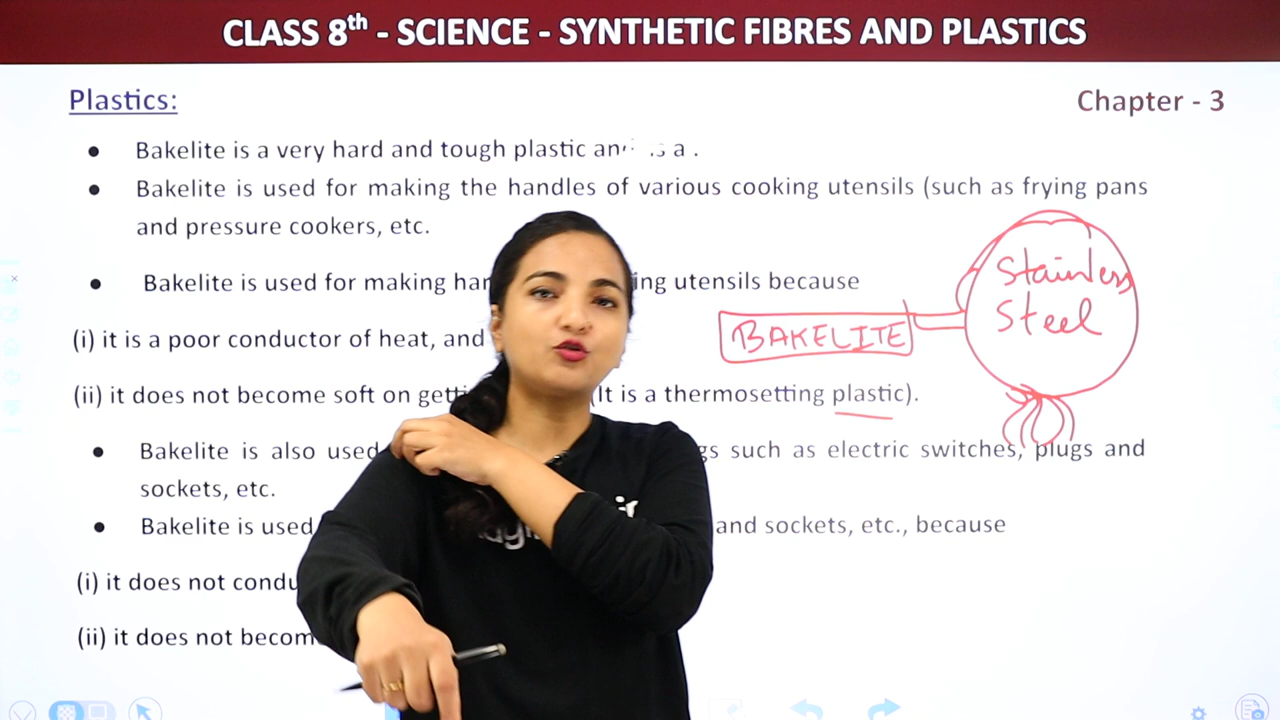 CLASS 8th - SCIENCE - SYNTHETIC FIBRES AND PLASTICS
Plastics:
Chapter - 3
• Bakelite is a very hard and tough plastic a .
• Bakelite is used for making the handles of various cooking utensils (such as frying pans
and pressure cookers, etc.
• Bakelite is used for making utensils because
(i) it is a poor conductor of heat, and
(ii) it does not become soft on (It is a thermosetting plastic).
• Bakelite is also used such as electric switches, plugs and
sockets, etc.
• Bakelite is used and sockets, etc., because
(i) it does not
(ii) it does not
BAKELITE
Stainless
Steel